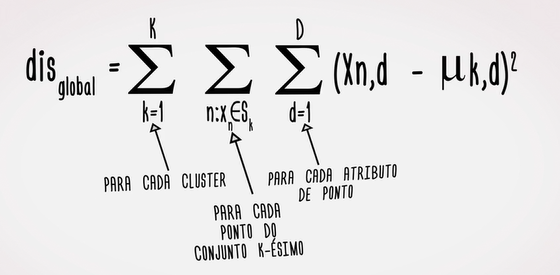 K D
dis global = Σ Σ Σ (Xn,d - μk,d)²
k=1 n:xn∈Sk d=1
PARA CADA CLUSTER
PARA CADA ATRIBUTO
DE PONTO
PARA CADA
PONTO DO
CONJUNTO K-ÉSIMO